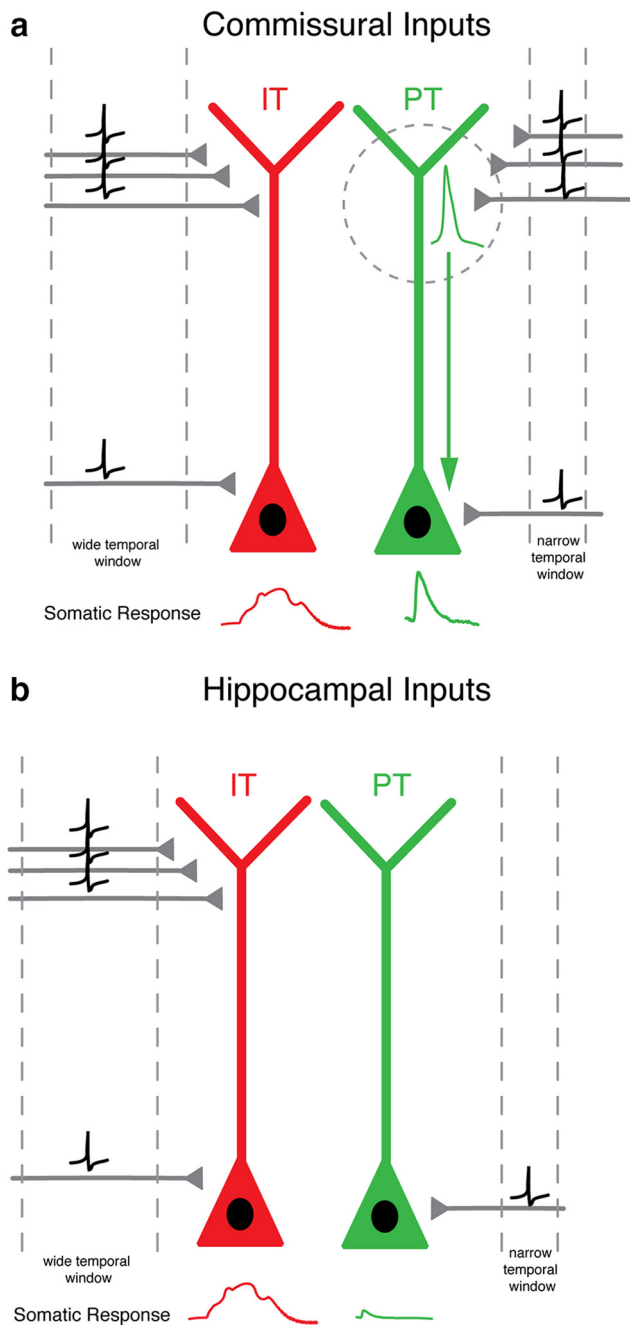 a
Commissural Inputs
IT
PT
wide temporal
window
narrow
temporal
window
Somatic Response
b
Hippocampal Inputs
IT
PT
wide temporal
window
narrow
temporal
window
Somatic Response